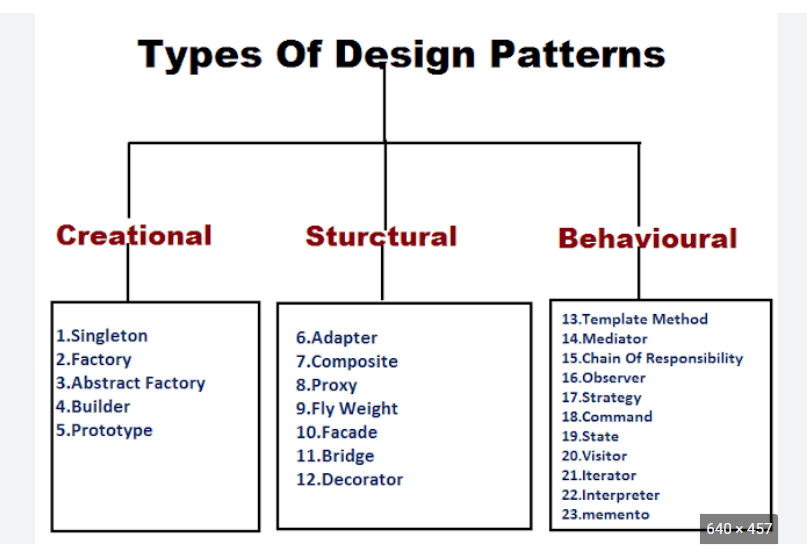 Types Of Design Patterns
Creational
Sturctural
Behavioural
1.Singleton
2.Factory
3.Abstract Factory
4.Builder
5.Prototype
6.Adapter
7.Composite
8.Proxy
9.Fly Weight
10.Facade
11.Bridge
12.Decorator
13.Template Method
14.Mediator
15.Chain Of Responsibility
16.Observer
17.Strategy
18.Command
19.State
20.Visitor
21.Iterator
22.Interpreter
23.memento
640 × 457